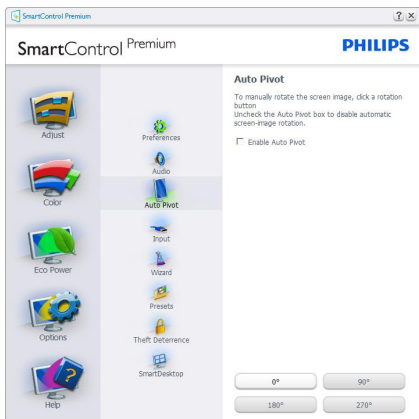 SmartControl Premium
? x
SmartControl Premium
PHILIPS
Adjust
Color
Eco Power
Options
Help
Preferences
Audio
Auto Pivot
Input
Wizard
Presets
Theft Deterrence
SmartDesktop
Auto Pivot
To manually rotate the screen image, click a rotation
button
Uncheck the Auto Pivot box to disable automatic
screen-image rotation.
Enable Auto Pivot
0°
90°
180°
270°